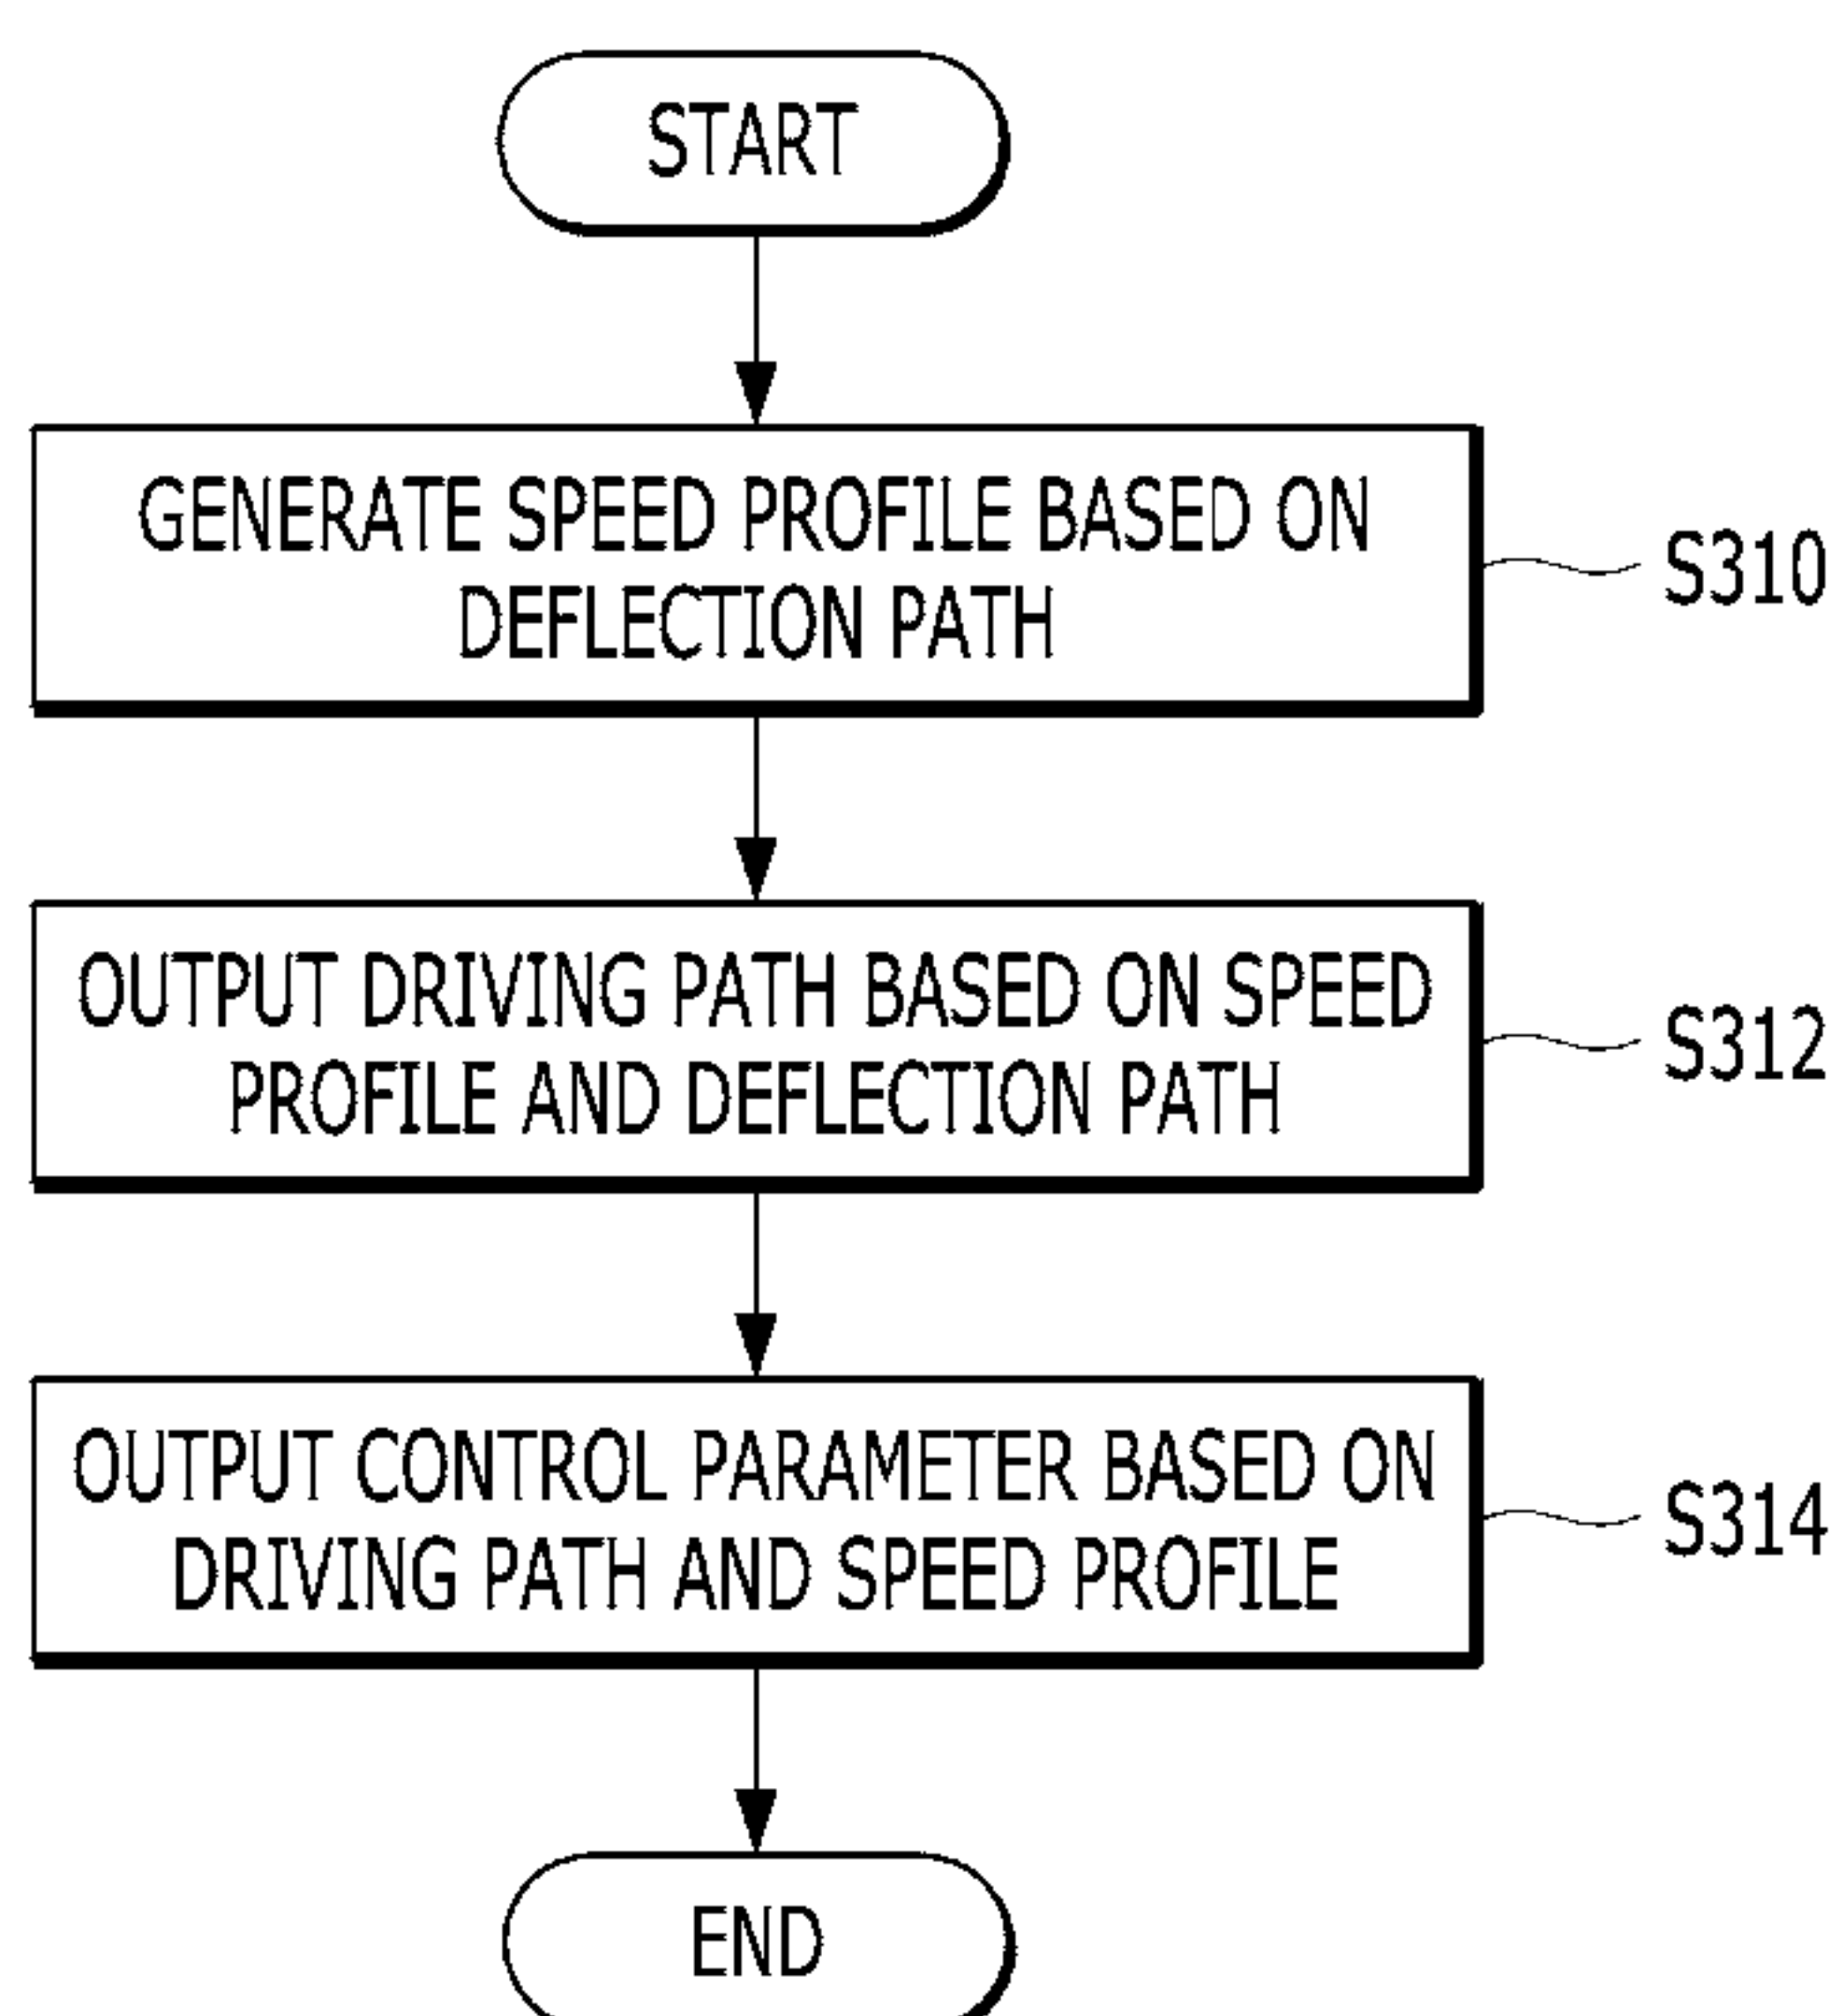 START
GENERATE SPEED PROFILE BASED ON
DEFLECTION PATH
S310
OUTPUT DRIVING PATH BASED ON SPEED
PROFILE AND DEFLECTION PATH
S312
OUTPUT CONTROL PARAMETER BASED ON
DRIVING PATH AND SPEED PROFILE
S314
END